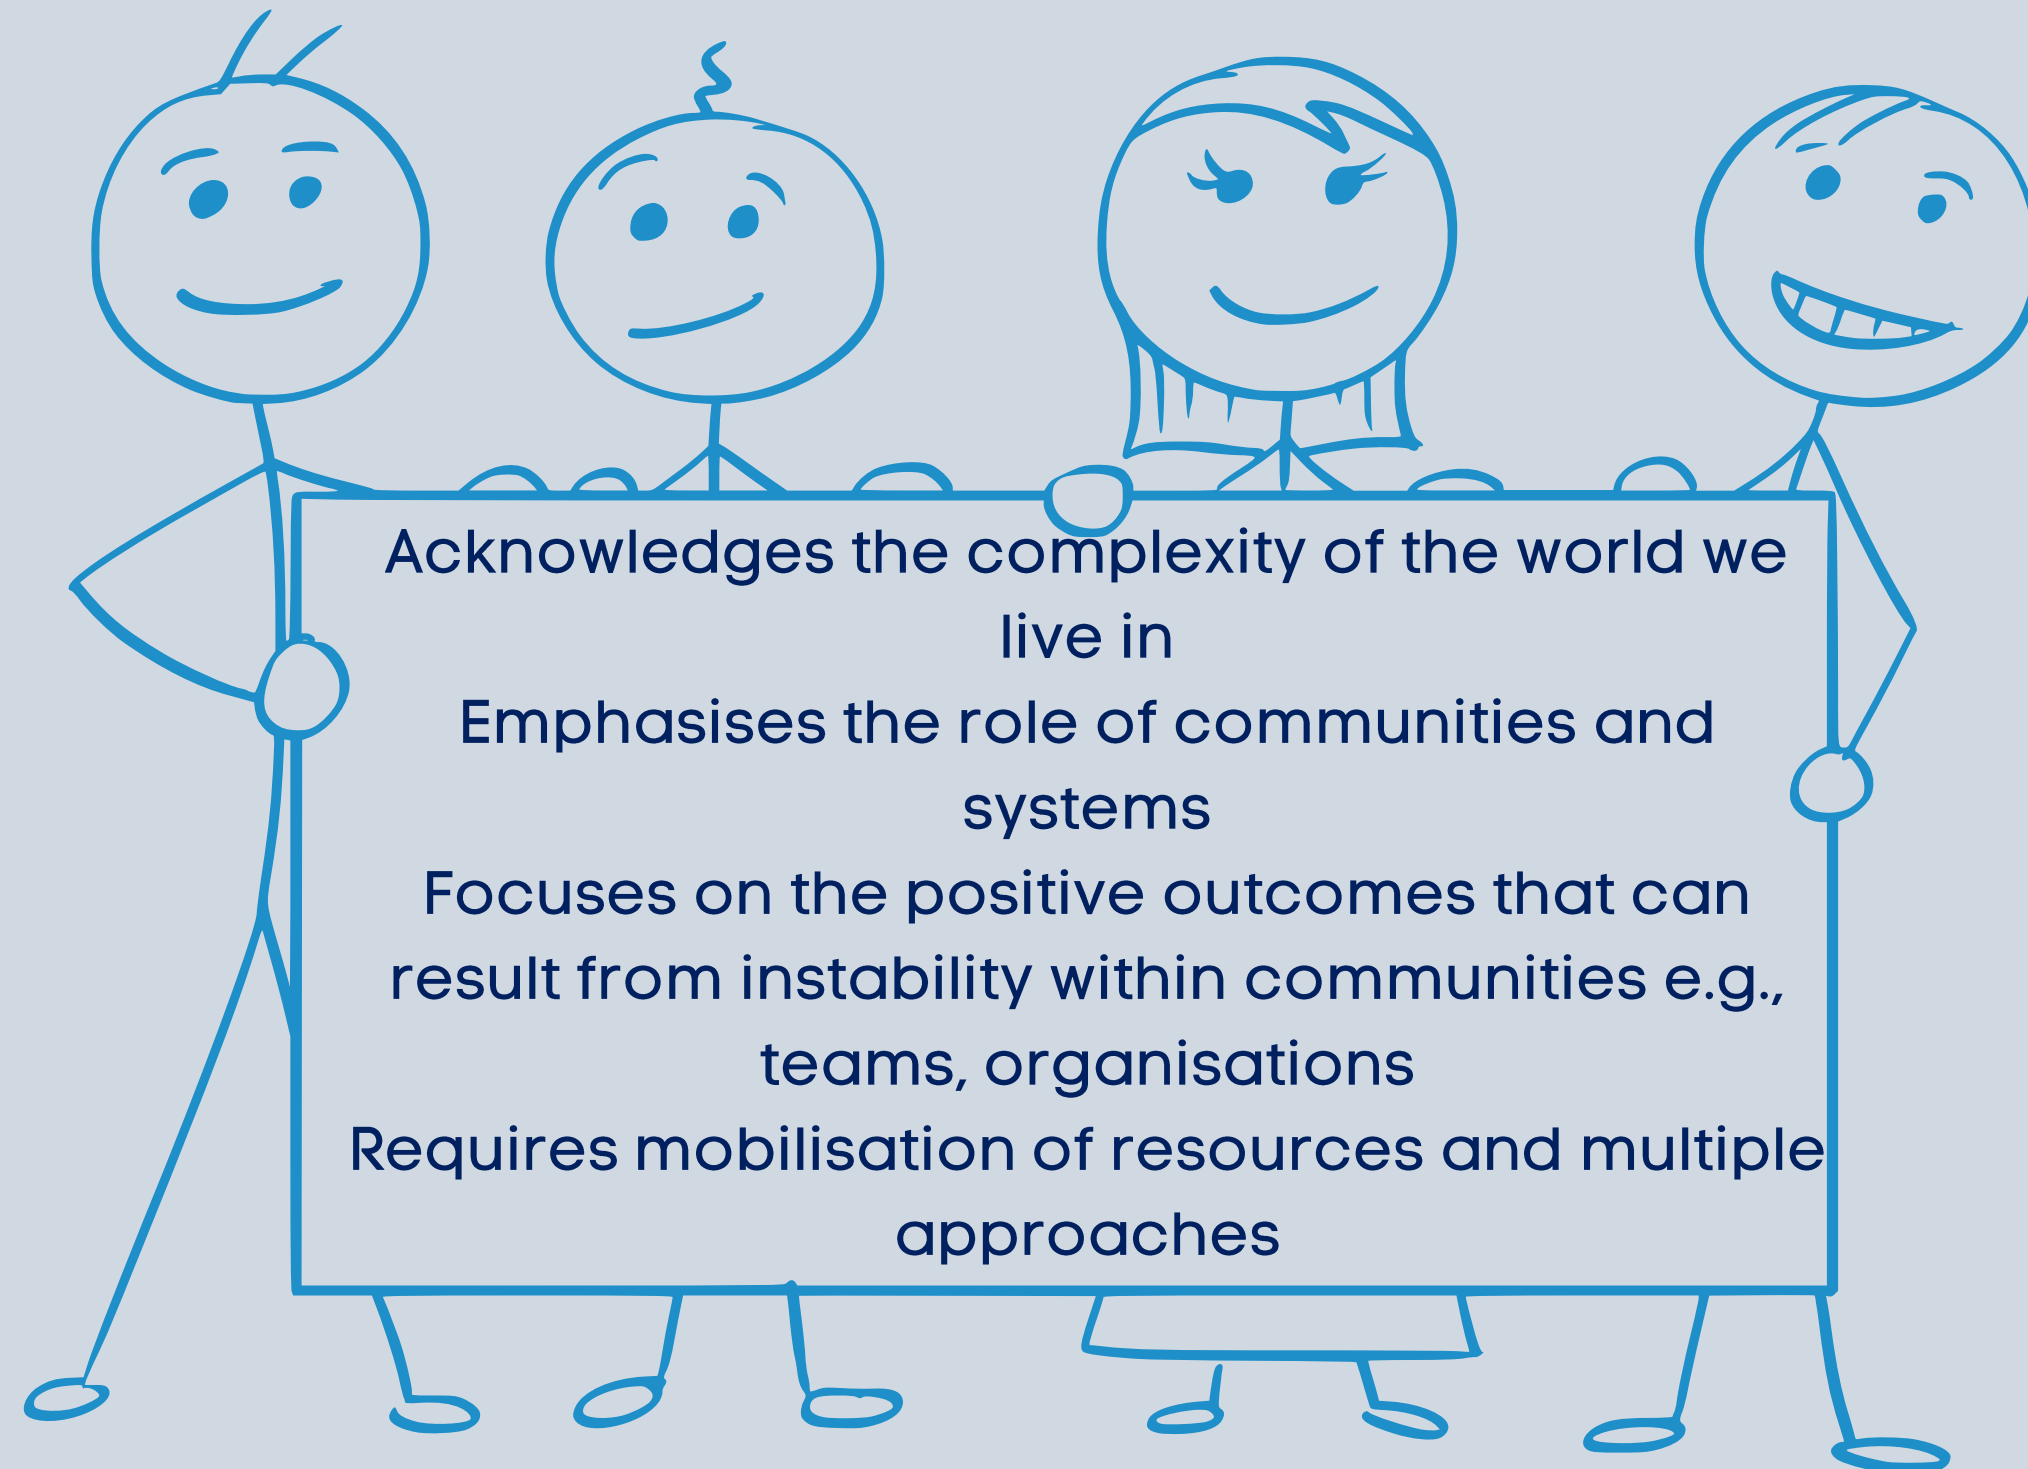 Acknowledges the complexity of the world we
live in
Emphasises the role of communities and
systems
Focuses on the positive outcomes that can
result from instability within communities e.g.,
teams, organisations
Requires mobilisation of resources and multiple
approaches